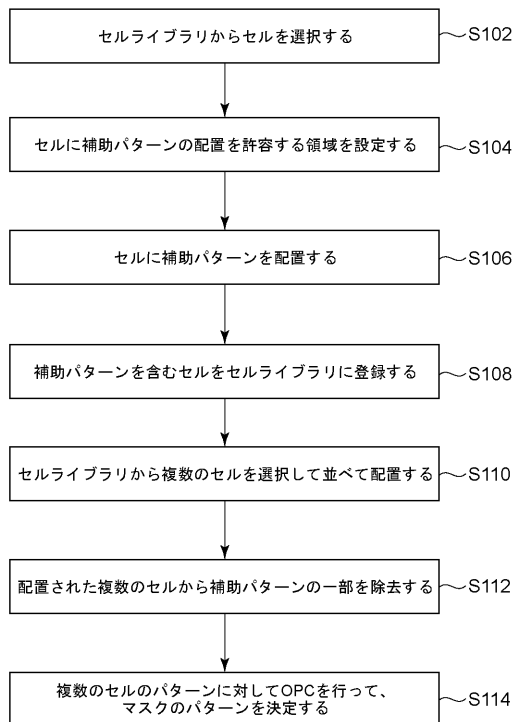 セルライブラリからセルを選択する
S102
セルに補助パターンの配置を許容する領域を設定する
S104
セルに補助パターンを配置する
S106
補助パターンを含むセルをセルライブラリに登録する
S108
セルライブラリから複数のセルを選択して並べて配置する
S110
配置された複数のセルから補助パターンの一部を除去する
S112
複数のセルのパターンに対してOPCを行って、
マスクのパターンを決定する
S114